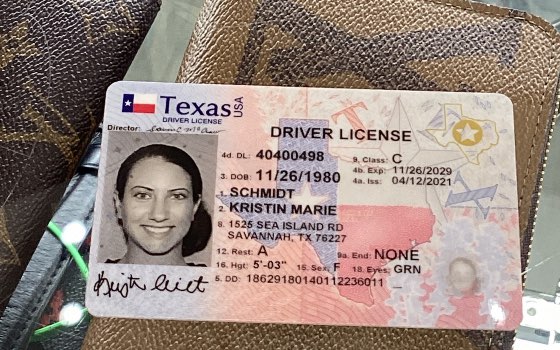 Texas USA
DRIVER LICENSE
Director:
DRIVER LICENSE
4d. DL: 40400498 9. Class: C
3. DOB: 11/26/1980 4b. Exp: 11/26/2029
4a. Iss: 04/12/2021
1. SCHMIDT
2. KRISTIN MARIE
8. 1525 SEA ISLAND RD
SAVANNAH, TX 76227
12. Rest: A 9a. End: NONE
16. Hgt: 5'-03" 15. Sex: F 18. Eyes: GRN
5. DD: 18629180140112236011